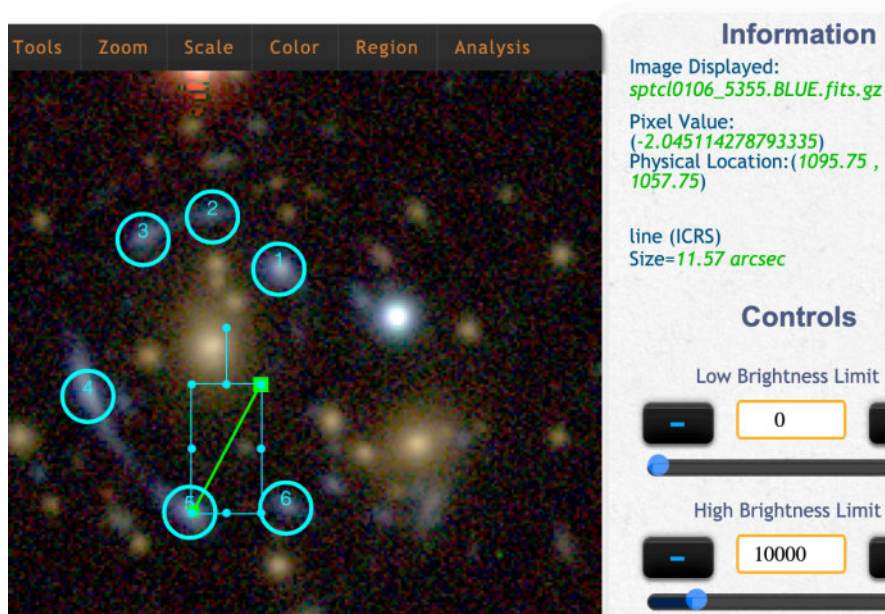 Tools Zoom Scale Color Region Analysis
2
3
1
4
5
6
Information
Image Displayed:
sptcl0106_5355.BLUE.fits.gz
Pixel Value:
(-2.045114278793335)
Physical Location:(1095.75 ,
1057.75)
line (ICRS)
Size=11.57 arcsec
Controls
Low Brightness Limit
-
0
High Brightness Limit
-
10000